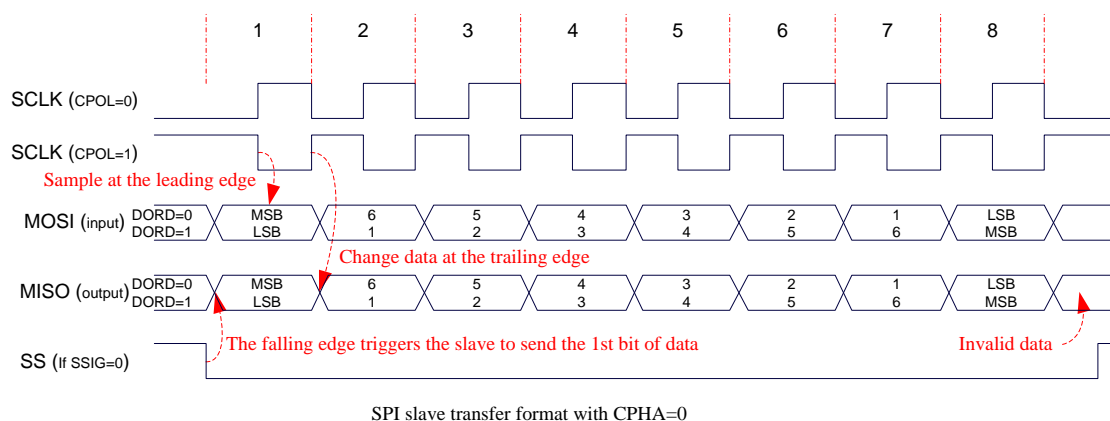 1 2 3 4 5 6 7 8
SCLK (CPOL=0)
SCLK (CPOL=1)
Sample at the leading edge
MOSI (input) DORD=0 MSB 6 5 4 3 2 1 LSB
DORD=1 LSB 1 2 3 4 5 6 MSB
Change data at the trailing edge
MISO (output) DORD=0 MSB 6 5 4 3 2 1 LSB
DORD=1 LSB 1 2 3 4 5 6 MSB
The falling edge triggers the slave to send the 1st bit of data Invalid data
SS (If SSIG=0)
SPI slave transfer format with CPHA=0